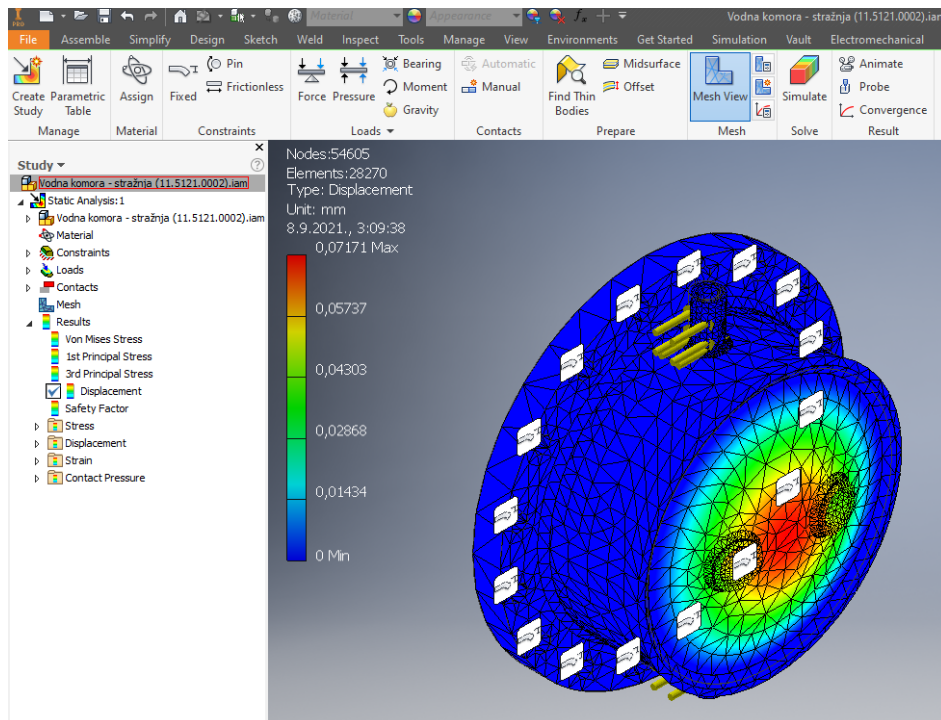 PRO
Material
Appearance
Vodna komora - stražnja (11.5121.0002).iam
File Assemble Simplify Design Sketch Weld Inspect Tools Manage View Environments Get Started Simulation Vault Electromechanical
Create Study
Parametric Table
Manage
Assign
Material
Fixed
Pin
Frictionless
Constraints
Force
Pressure
Bearing
Moment
Gravity
Loads
Automatic
Manual
Contacts
Find Thin Bodies
Midsurface
Offset
Prepare
Mesh View
Mesh
Simulate
Solve
Animate
Probe
Convergence
Result
Study
Vodna komora - stražnja (11.5121.0002).iam
Static Analysis:1
Vodna komora - stražnja (11.5121.0002).iam
Material
Constraints
Loads
Contacts
Mesh
Results
Von Mises Stress
1st Principal Stress
3rd Principal Stress
Displacement
Safety Factor
Stress
Displacement
Strain
Contact Pressure
Nodes:54605
Elements:28270
Type: Displacement
Unit: mm
8.9.2021., 3:09:38
0,07171 Max
0,05737
0,04303
0,02868
0,01434
0 Min